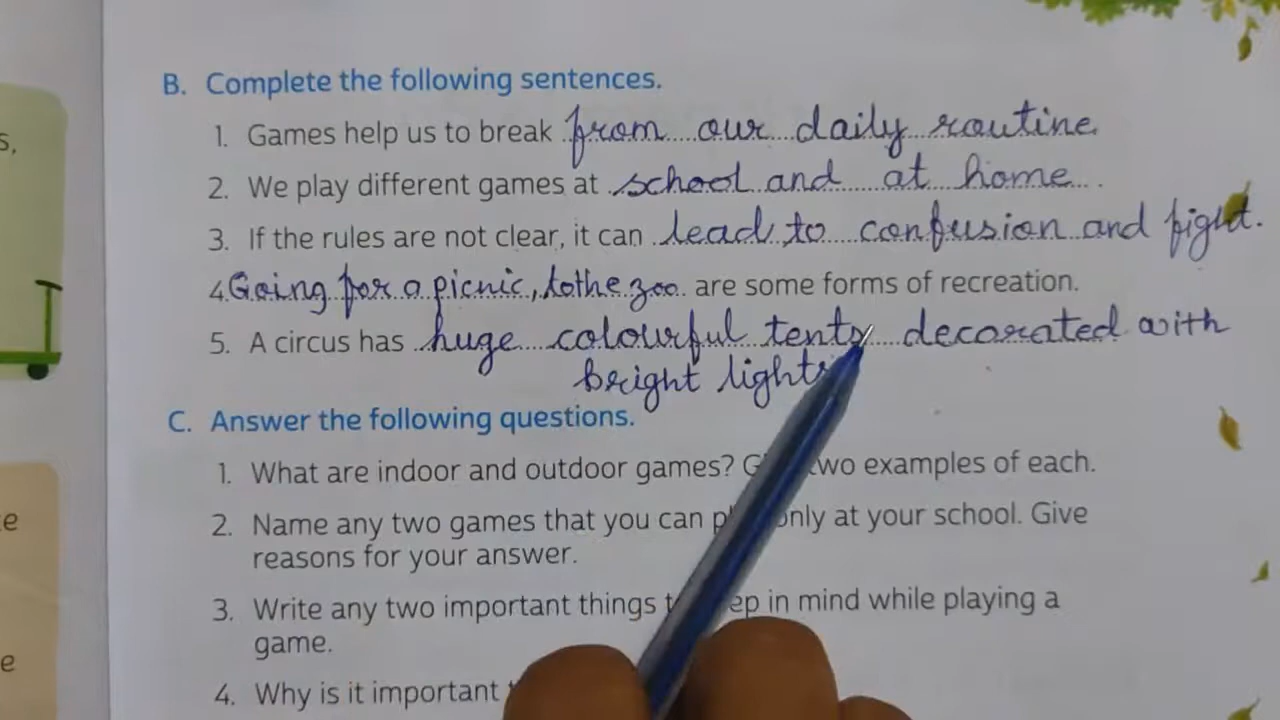 s,
B. Complete the following sentences.
1. Games help us to break from our daily routine.
2. We play different games at school and at home.
3. If the rules are not clear, it can lead to confusion and fight.
4. Going for a picnic, to the zoo are some forms of recreation.
5. A circus has huge colourful tents decorated with
bright lights
C. Answer the following questions.
1. What are indoor and outdoor games? two examples of each.
e
2. Name any two games that you can only at your school. Give
reasons for your answer.
3. Write any two important things in mind while playing a
game.
e
4. Why is it important